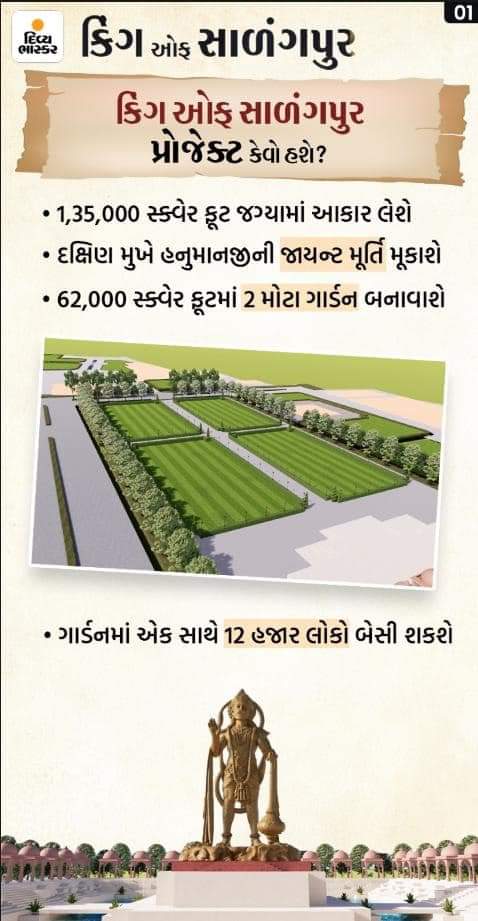 01
દિવ્ય
ભાસ્કર
કિંગ ઓફ સાળંગપુર
કિંગ ઓફ સાળંગપુર
પ્રોજેક્ટ કેવો હશે?
• 1,35,000 સ્ક્વેર ફૂટ જગ્યામાં આકાર લેશે
• દક્ષિણ મુખે હનુમાનજીની જાયન્ટ મૂર્તિ મૂકાશે
• 62,000 સ્ક્વેર ફૂટમાં 2 મોટા ગાર્ડન બનાવાશે
• ગાર્ડનમાં એક સાથે 12 હજાર લોકો બેસી શકશે